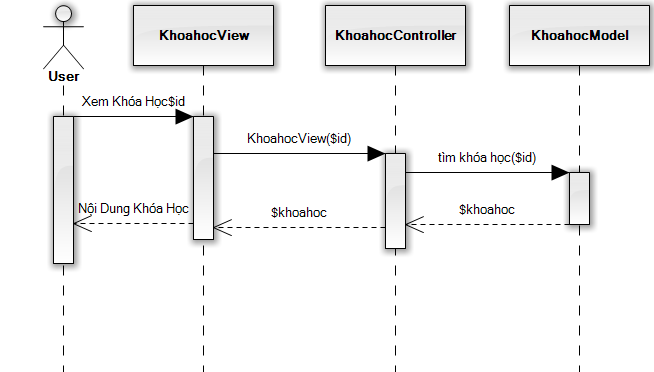 KhoahocView
KhoahocController
KhoahocModel
User
Xem Khóa Học$id
KhoahocView($id)
tìm khóa học($id)
Nội Dung Khóa Học
$khoahoc
$khoahoc